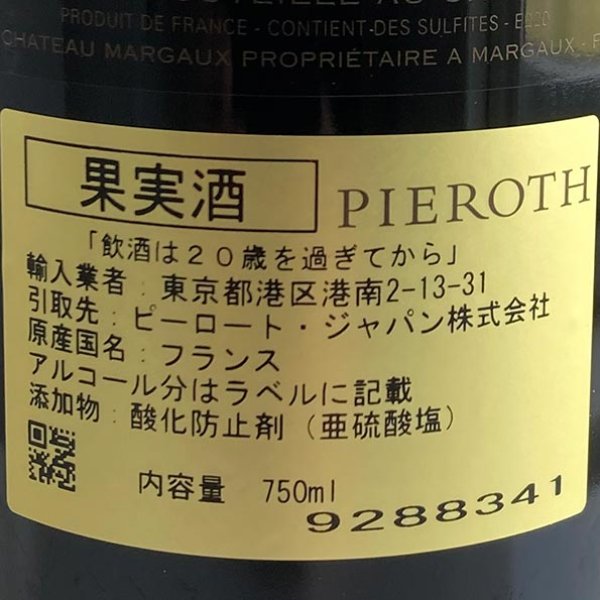 PRODUIT DE FRANCE - CONTIENT DES SULFITES - E220
CHATEAU MARGAUX PROPRIÉTAIRE A MARGAUX - F
果実酒 PIEROTH
「飲酒は20歳を過ぎてから」
輸入業者:東京都港区港南2-13-31
引取先:ピーロート・ジャパン株式会社
原産国名:フランス
アルコール分はラベルに記載
添加物:酸化防止剤(亜硫酸塩)
内容量 750ml
9288341